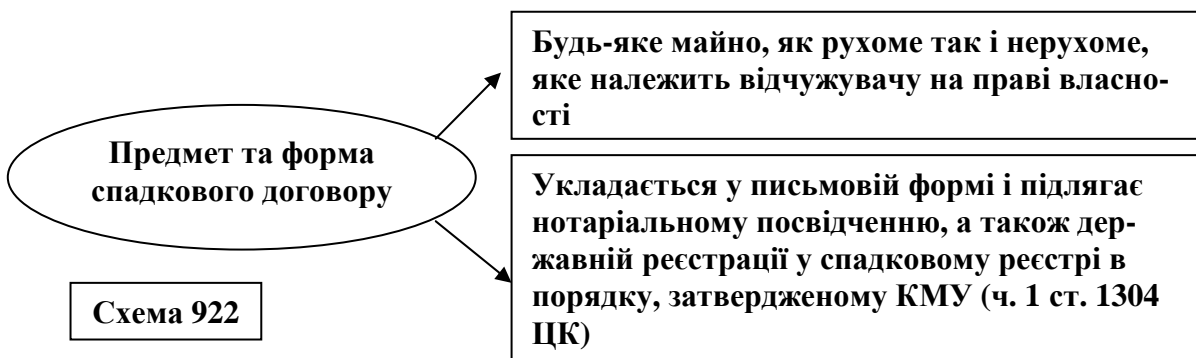 Будь-яке майно, як рухоме так і нерухоме,
яке належить відчужувачу на праві власно-
сті
Предмет та форма
спадкового договору
Укладається у письмовій формі і підлягає
нотаріальному посвідченню, а також дер-
жавній реєстрації у спадковому реєстрі в
порядку, затвердженому КМУ (ч. 1 ст. 1304
ЦК)
Схема 922